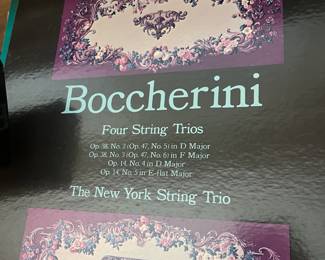 Boccherini
Four String Trios
Op. 38, No. 2 (Op. 47, No. 5) in D Major
Op. 38, No. 3 (Op. 47, No. 6) in F Major
Op. 14, No. 4 in D Major
Op. 14, No. 5 in E-flat Major
The New York String Trio